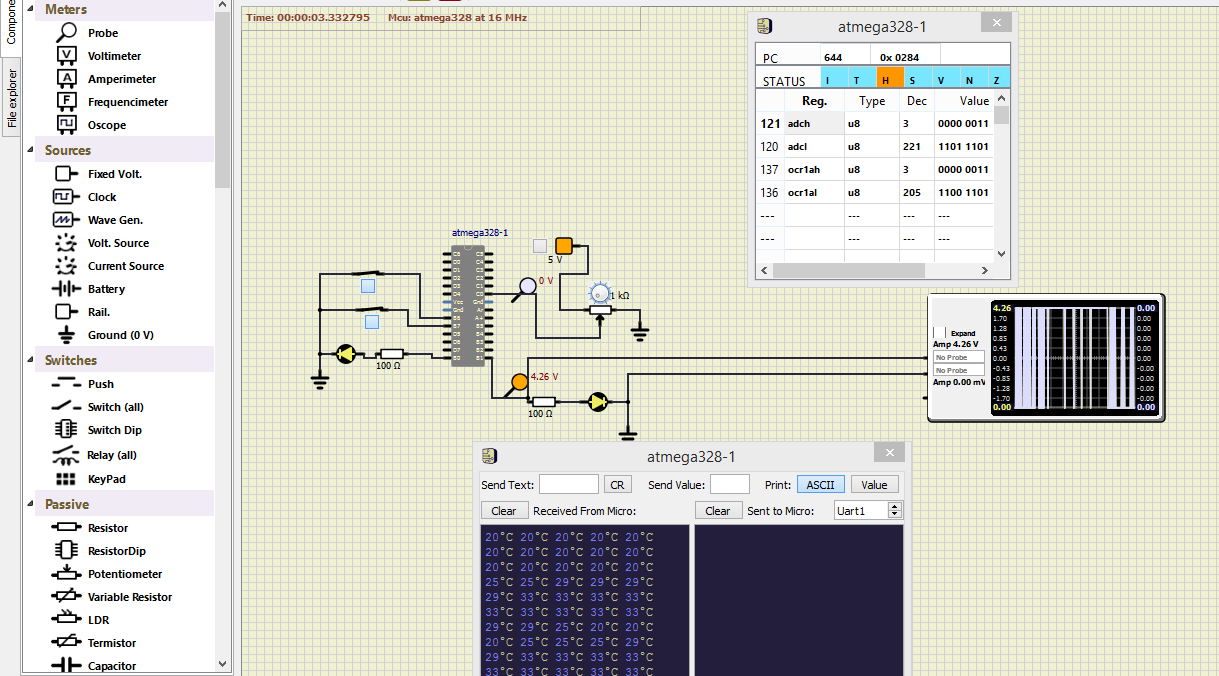 Compone
File explorer
Meters
Probe
Voltimeter
Amperimeter
Frequencimeter
Oscope
Sources
Fixed Volt.
Clock
Wave Gen.
Volt. Source
Current Source
Battery
Rail.
Ground (0 V)
Switches
Push
Switch (all)
Switch Dip
Relay (all)
KeyPad
Passive
Resistor
ResistorDip
Potentiometer
Variable Resistor
LDR
Termistor
Capacitor
Time: 00:00:03.332795 Mcu: atmega328 at 16 MHz
atmega328-1
PC 644 0x 0284
STATUS I T H S V N Z
Reg. Type Dec Value
121 adch u8 3 0000 0011
120 adcl u8 221 1101 1101
137 ocr1ah u8 3 0000 0011
136 ocr1al u8 205 1100 1101
--- --- --- ---
--- --- --- ---
atmega328-1
5 V
0 V
1 kΩ
100 Ω
4.26 V
100 Ω
Expand
Amp 4.26 V
No Probe
No Probe
Amp 0.00 mV
4.26 0.00
1.70 0.00
1.28 0.00
0.85 0.00
0.43 0.00
0.00 0.00
-0.43 0.00
-0.85 0.00
-1.28 0.00
-1.70 0.00
0.00 0.00
atmega328-1
Send Text: CR Send Value: Print: ASCII Value
Clear Received From Micro: Clear Sent to Micro: Uart1
20°C 20°C 20°C 20°C 20°C
20°C 20°C 20°C 20°C 20°C
20°C 20°C 20°C 20°C 20°C
25°C 25°C 29°C 29°C 29°C
29°C 33°C 33°C 33°C 33°C
33°C 33°C 33°C 33°C 33°C
29°C 29°C 25°C 20°C 20°C
20°C 25°C 25°C 25°C 29°C
29°C 33°C 33°C 33°C 33°C
33°C 33°C 33°C 33°C 33°C